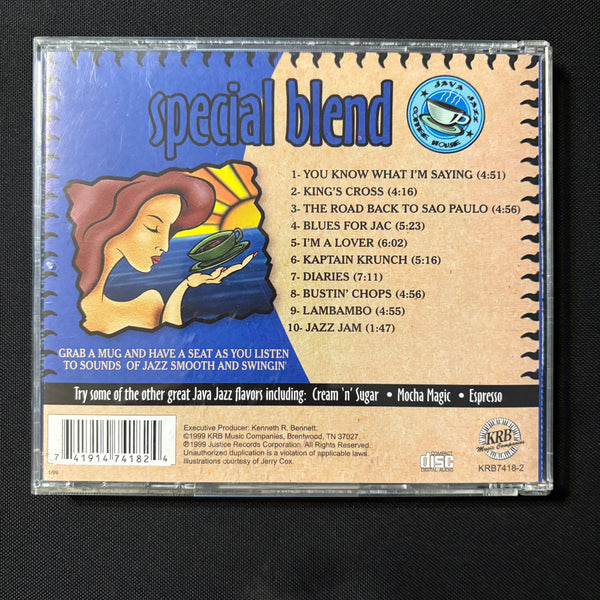 special blend
JAVA JAZZ
COFFEE HOUSE
1- YOU KNOW WHAT I'M SAYING (4:51)
2- KING'S CROSS (4:16)
3- THE ROAD BACK TO SAO PAULO (4:56)
4- BLUES FOR JAC (5:23)
5- I'M A LOVER (6:02)
6- KAPTAIN KRUNCH (5:16)
7- DIARIES (7:11)
8- BUSTIN' CHOPS (4:56)
9- LAMBAMBO (4:55)
10- JAZZ JAM (1:47)
GRAB A MUG AND HAVE A SEAT AS YOU LISTEN
TO SOUNDS OF JAZZ SMOOTH AND SWINGIN'
Try some of the other great Java Jazz flavors including: Cream 'n' Sugar • Mocha Magic • Espresso
7 41914 74182 4
1/99
Executive Producer: Kenneth R. Bennett.
©1999 KRB Music Companies, Brentwood, TN 37027.
℗1999 Justice Records Corporation. All Rights Reserved.
Unauthorized duplication is a violation of applicable laws.
Illustrations courtesy of Jerry Cox.
COMPACT
disc
DIGITAL AUDIO
KRB
Music Companies
KRB7418-2